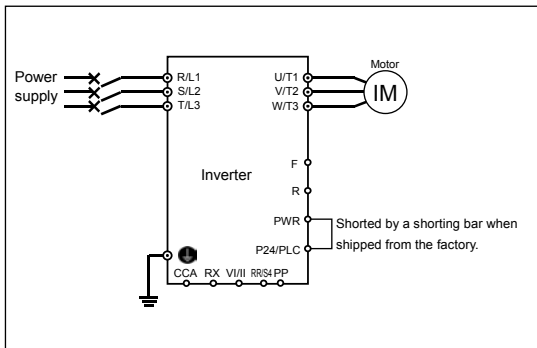 Power supply
R/L1
S/L2
T/L3
U/T1
V/T2
W/T3
Motor
IM
Inverter
F
R
PWR
P24/PLC
Shorted by a shorting bar when
shipped from the factory.
CCA RX VI/II RR/S4 PP